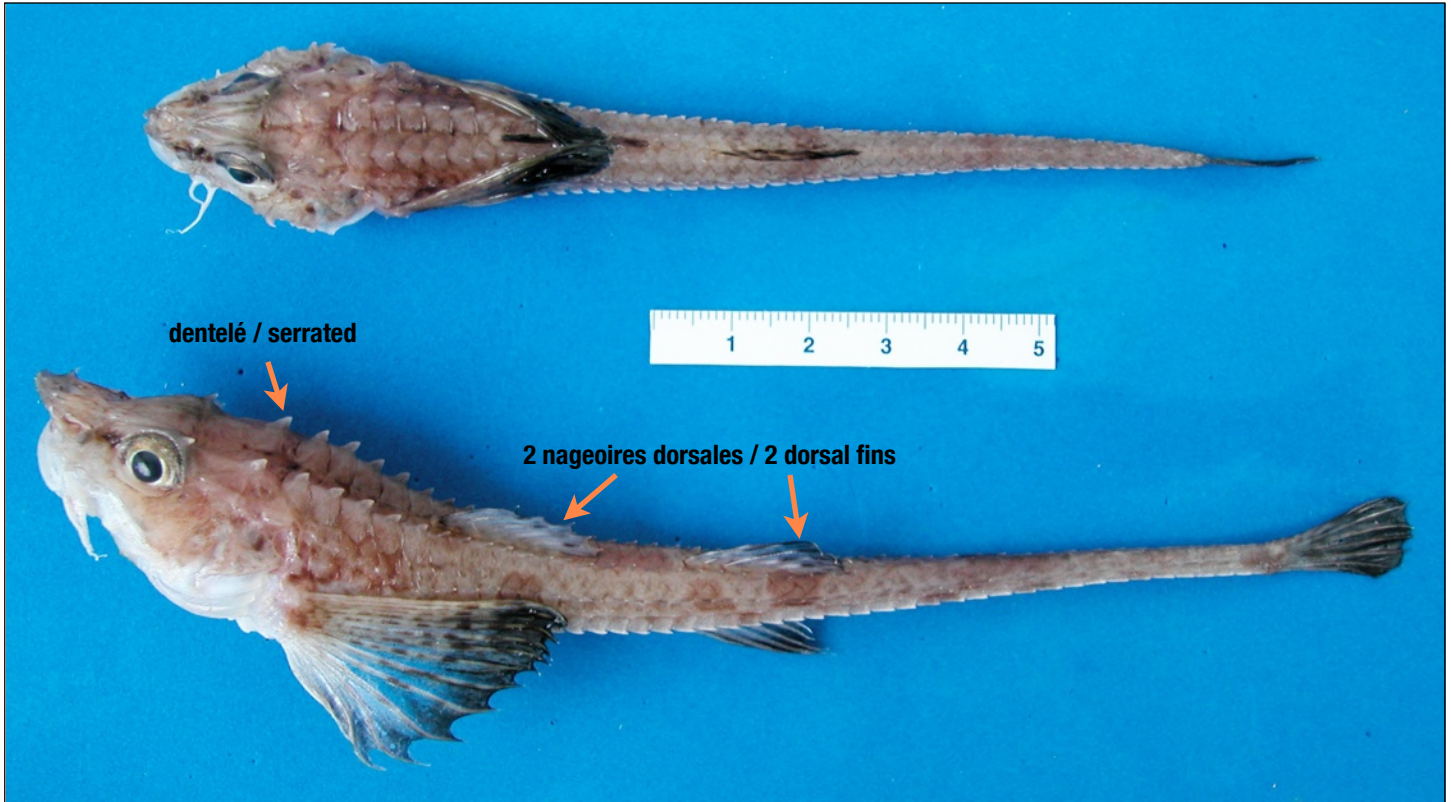 dentelé / serrated
1 2 3 4 5
2 nageoires dorsales / 2 dorsal fins